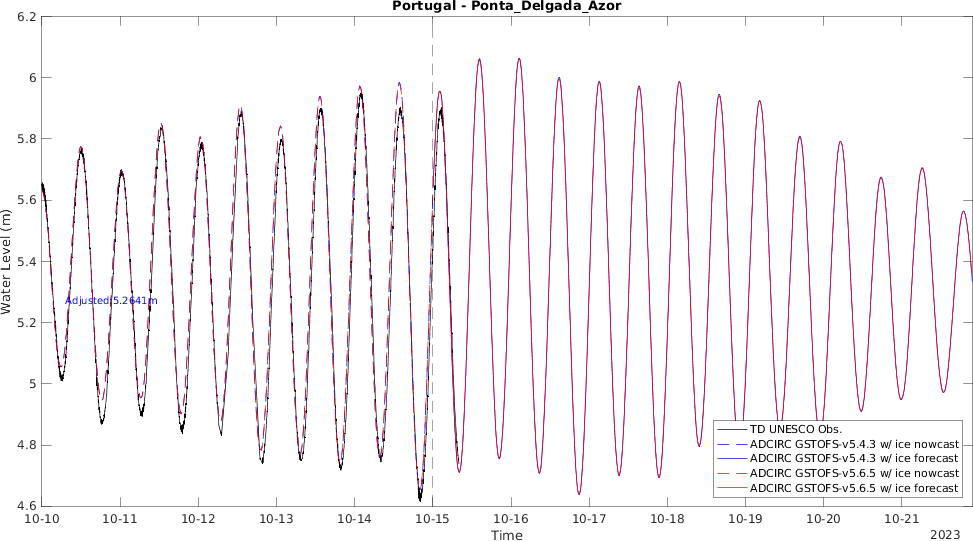 Portugal - Ponta_Delgada_Azor
6.2
6
5.8
5.6
5.4
5.2
5
4.8
4.6
Water Level (m)
Adjusted:5.2641m
TD UNESCO Obs.
ADCIRC GSTOFS-v5.4.3 w/ ice nowcast
ADCIRC GSTOFS-v5.4.3 w/ ice forecast
ADCIRC GSTOFS-v5.6.5 w/ ice nowcast
ADCIRC GSTOFS-v5.6.5 w/ ice forecast
10-10 10-11 10-12 10-13 10-14 10-15 10-16 10-17 10-18 10-19 10-20 10-21
Time
2023